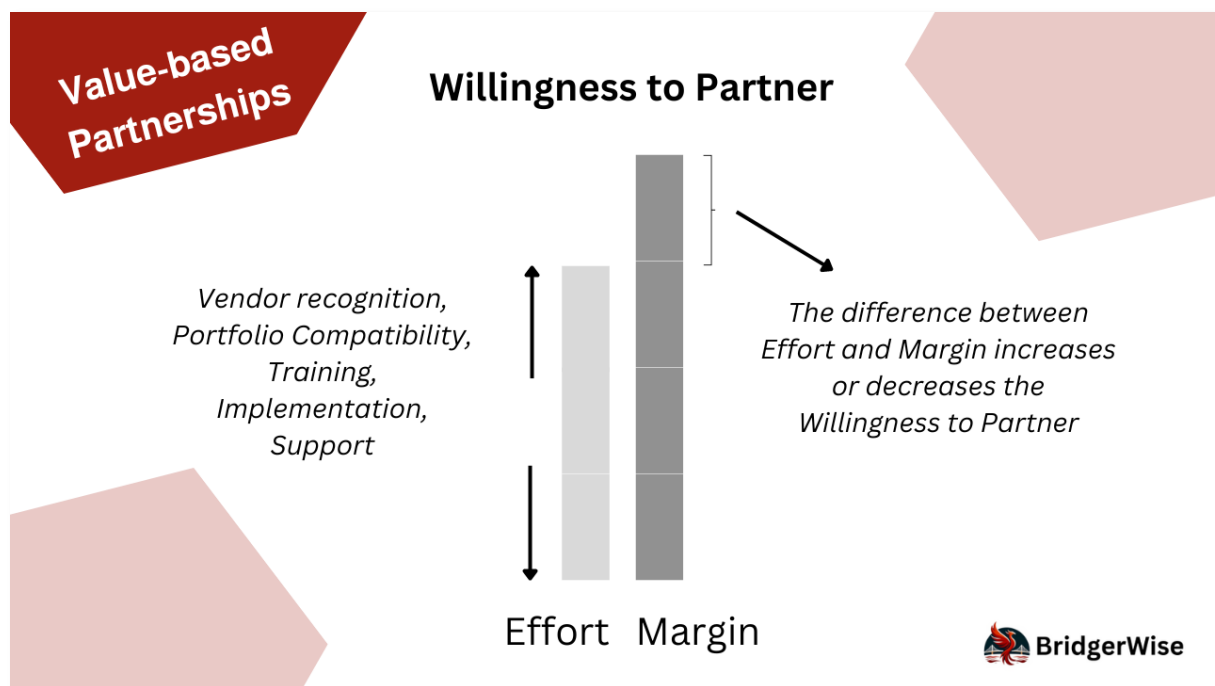 Value-based
Partnerships
Willingness to Partner
Vendor recognition,
Portfolio Compatibility,
Training,
Implementation,
Support
The difference between
Effort and Margin increases
or decreases the
Willingness to Partner
Effort Margin
BridgerWise